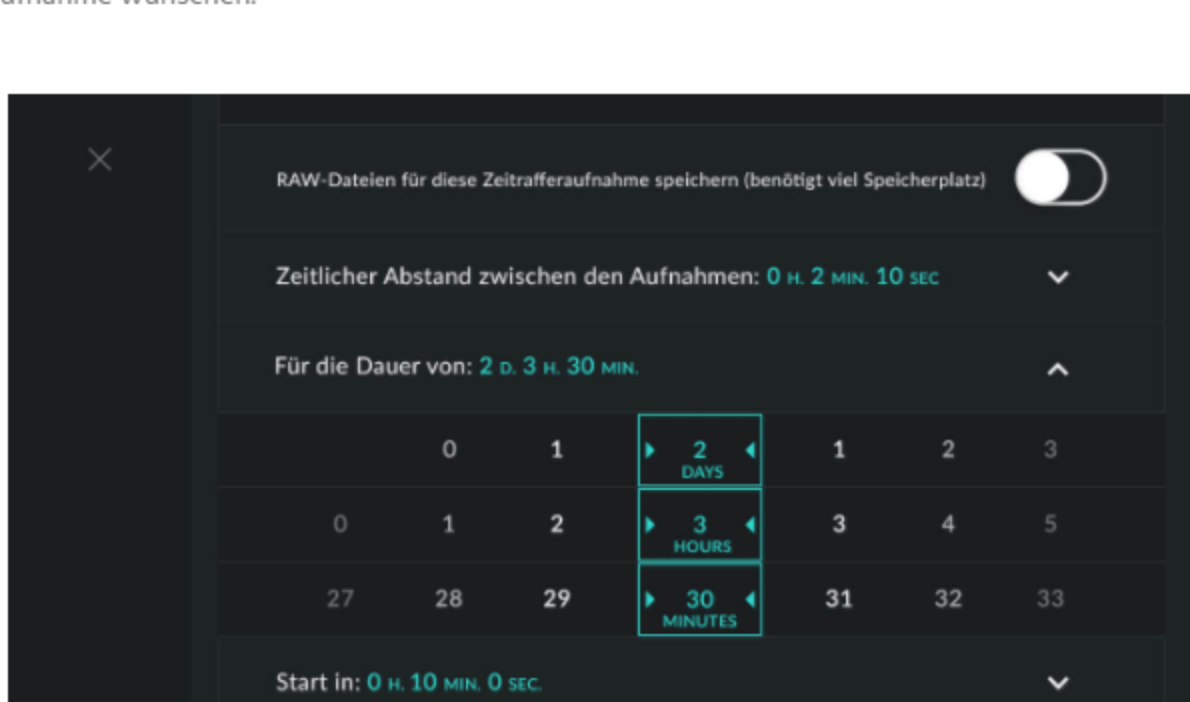 aufnahme wünschen.
RAW-Dateien für diese Zeitrafferaufnahme speichern (benötigt viel Speicherplatz)
Zeitlicher Abstand zwischen den Aufnahmen: 0 H. 2 MIN. 10 SEC
Für die Dauer von: 2 D. 3 H. 30 MIN.
0 1 2 1 2 3
DAYS
0 1 2 3 3 4 5
HOURS
27 28 29 30 31 32 33
MINUTES
Start in: 0 H. 10 MIN. 0 SEC.